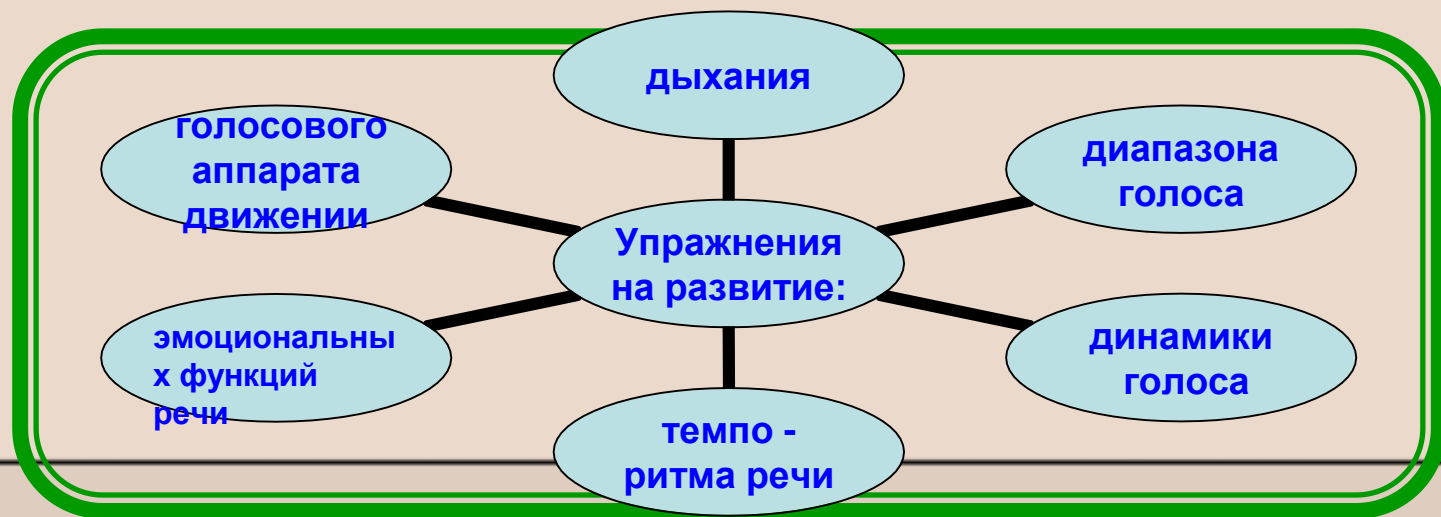 дыхания
голосового
аппарата
движении
диапазона
голоса
Упражнения
на развитие:
эмоциональны
х функций
речи
динамики
голоса
темпо -
ритма речи